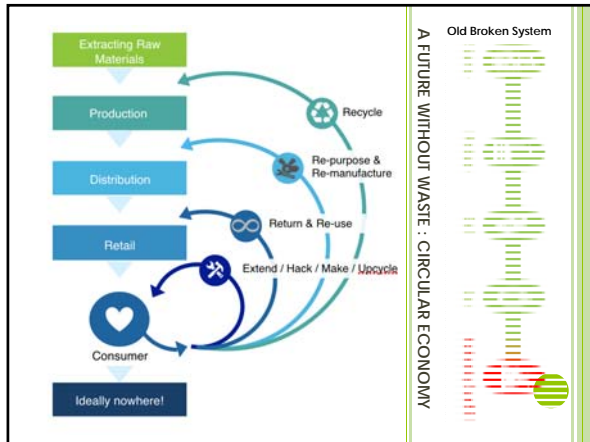 Extracting Raw
Materials
Production
Distribution
Retail
Consumer
Ideally nowhere!
Recycle
Re-purpose &
Re-manufacture
Return & Re-use
Extend / Hack / Make / Upcycle
A FUTURE WITHOUT WASTE : CIRCULAR ECONOMY
Old Broken System